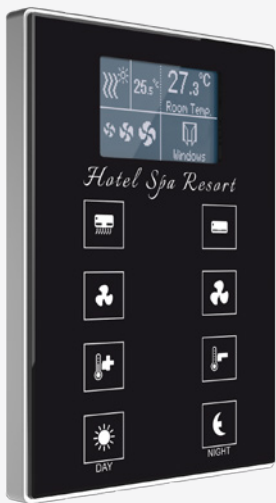 25.5°c 27.3°C
Room Temp
Windows
Hotel Spa Resort
DAY NIGHT